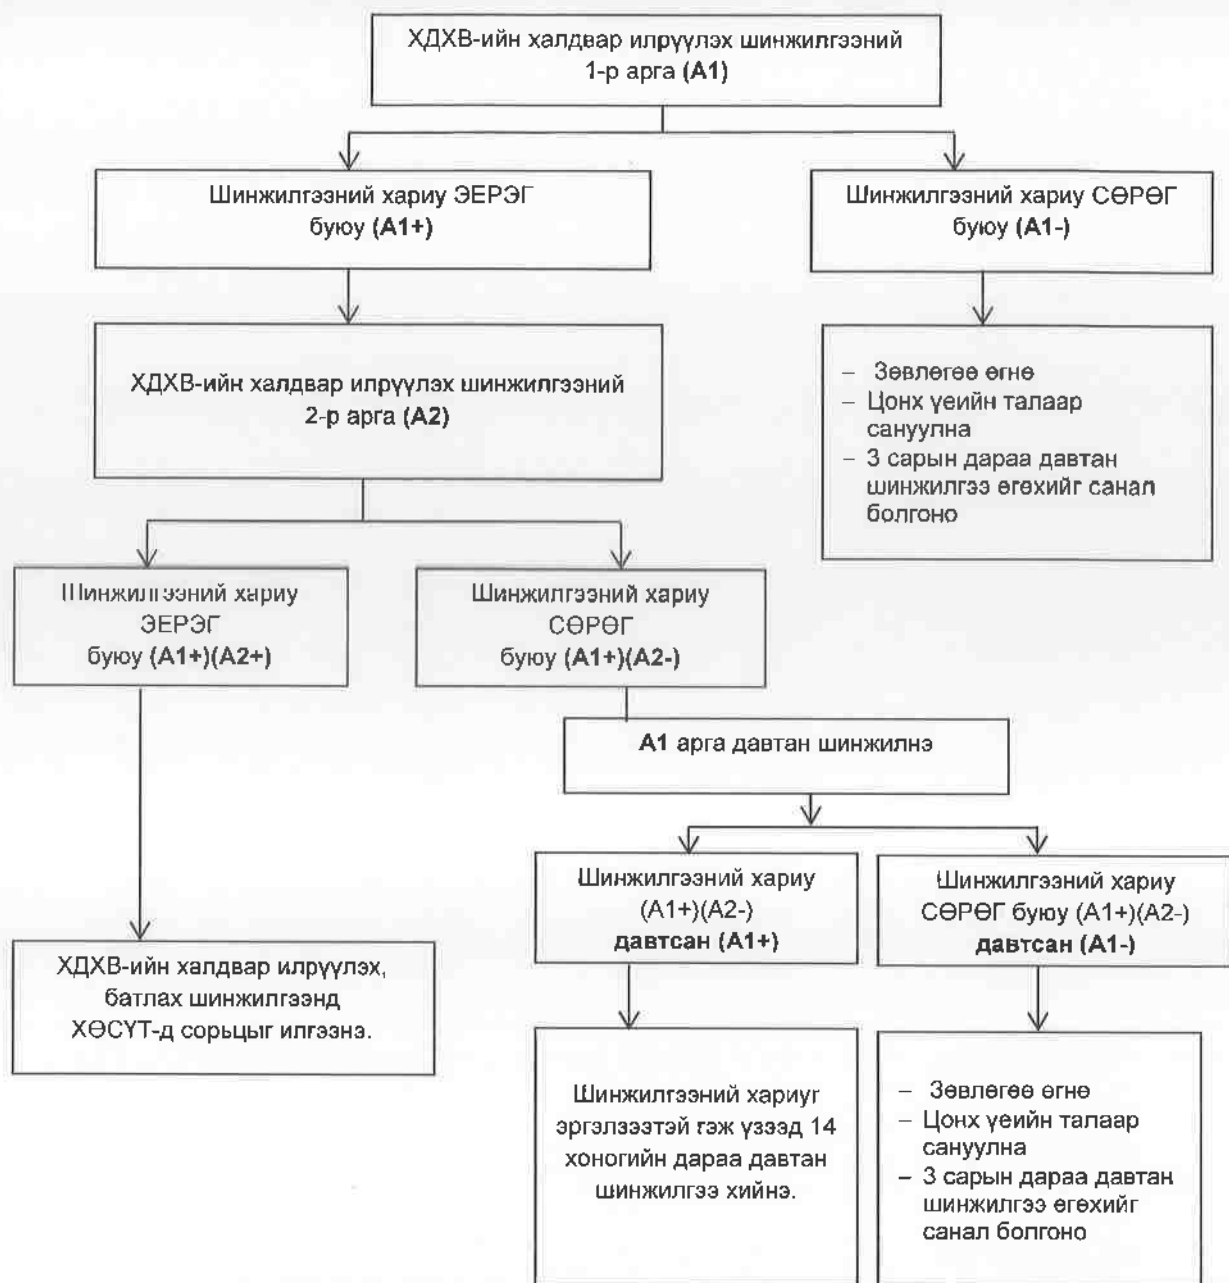 ХДХВ-ийн халдвар илрүүлэх шинжилгээний
1-р арга (А1)
Шинжилгээний хариу ЭЕРЭГ
буюу (А1+)
Шинжилгээний хариу СӨРӨГ
буюу (А1-)
ХДХВ-ийн халдвар илрүүлэх шинжилгээний
2-р арга (А2)
– Зөвлөгөө өгнө
– Цонх үеийн талаар
сануулна
– 3 сарын дараа давтан
шинжилгээ өгөхийг санал
болгоно
Шинжилгээний хариу
ЭЕРЭГ
буюу (А1+)(А2+)
Шинжилгээний хариу
СӨРӨГ
буюу (А1+)(А2-)
А1 арга давтан шинжилнэ
Шинжилгээний хариу
(А1+)(А2-)
давтсан (А1+)
Шинжилгээний хариу
СӨРӨГ буюу (А1+)(А2-)
давтсан (А1-)
ХДХВ-ийн халдвар илрүүлэх,
батлах шинжилгээнд
ХӨСҮТ-д сорьцыг илгээнэ.
Шинжилгээний хариуг
эргэлзээтэй гэж үзээд 14
хоногийн дараа давтан
шинжилгээ хийнэ.
– Зөвлөгөө өгнө
– Цонх үеийн талаар
сануулна
– 3 сарын дараа давтан
шинжилгээ өгөхийг
санал болгоно